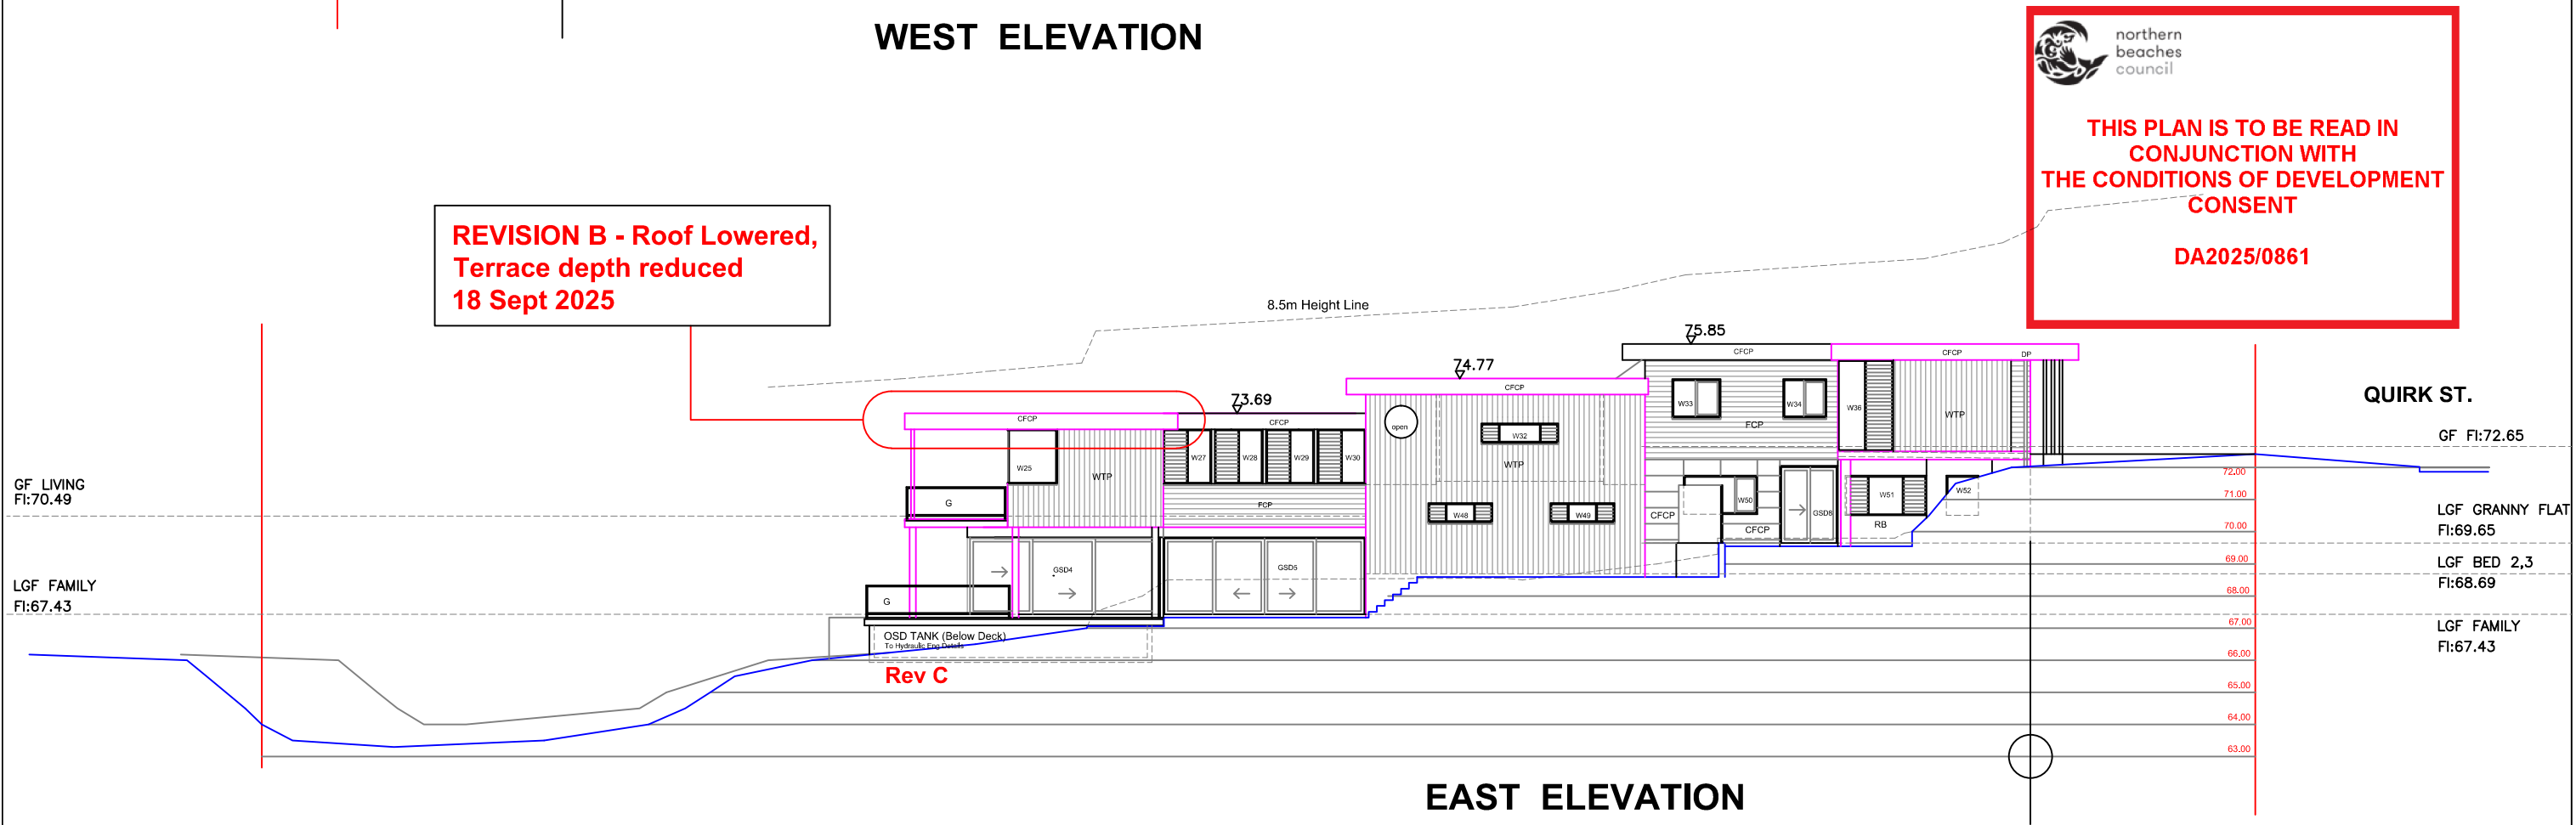 WEST ELEVATION
northern
beaches
council
THIS PLAN IS TO BE READ IN
CONJUNCTION WITH
THE CONDITIONS OF DEVELOPMENT
CONSENT
DA2025/0861
REVISION B - Roof Lowered,
Terrace depth reduced
18 Sept 2025
8.5m Height Line
75.85
CFCP
CFCP
DP
74.77
CFCP
73.69
CFCP
CFCP
QUIRK ST.
W33
W34
W36
WTP
FCP
open
W32
WTP
GF FI:72.65
W25
WTP
W27
W28
W29
W30
FCP
G
GF LIVING
FI:70.49
W48
W49
CFCP
W50
CFCP
GSD8
W51
RB
W52
72.00
71.00
70.00
69.00
68.00
67.00
66.00
65.00
64.00
63.00
LGF GRANNY FLAT
FI:69.65
LGF BED 2,3
FI:68.69
LGF FAMILY
FI:67.43
LGF FAMILY
FI:67.43
GSD4
GSD5
G
OSD TANK (Below Deck)
To Hydraulic Eng Details
Rev C
EAST ELEVATION